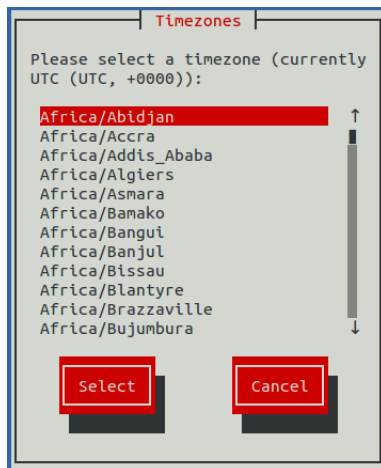 Timezones
Please select a timezone (currently
UTC (UTC, +0000)):
Africa/Abidjan
Africa/Accra
Africa/Addis_Ababa
Africa/Algiers
Africa/Asmara
Africa/Bamako
Africa/Bangui
Africa/Banjul
Africa/Bissau
Africa/Blantyre
Africa/Brazzaville
Africa/Bujumbura
Select Cancel